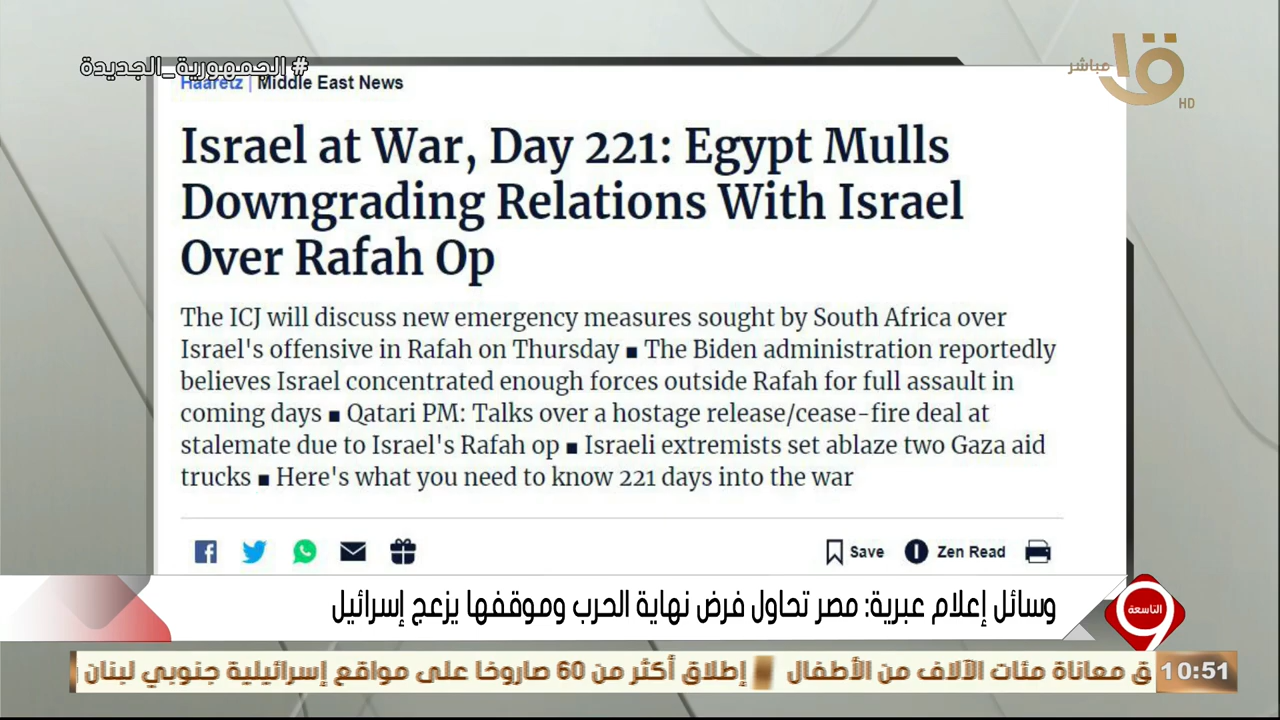 # الجمهورية_الجديدة
مباشر
HD
Haaretz | Middle East News
Israel at War, Day 221: Egypt Mulls
Downgrading Relations With Israel
Over Rafah Op
The ICJ will discuss new emergency measures sought by South Africa over
Israel's offensive in Rafah on Thursday ■ The Biden administration reportedly
believes Israel concentrated enough forces outside Rafah for full assault in
coming days ■ Qatari PM: Talks over a hostage release/cease-fire deal at
stalemate due to Israel's Rafah op ■ Israeli extremists set ablaze two Gaza aid
trucks ■ Here's what you need to know 221 days into the war
Save Zen Read
وسائل إعلام عبرية: مصر تحاول فرض نهاية الحرب وموقفها يزعج إسرائيل
التاسعة
9
ق معاناة مئات الآلاف من الأطفال إطلاق أكثر من 60 صاروخا على مواقع إسرائيلية جنوبي لبنان
10:51